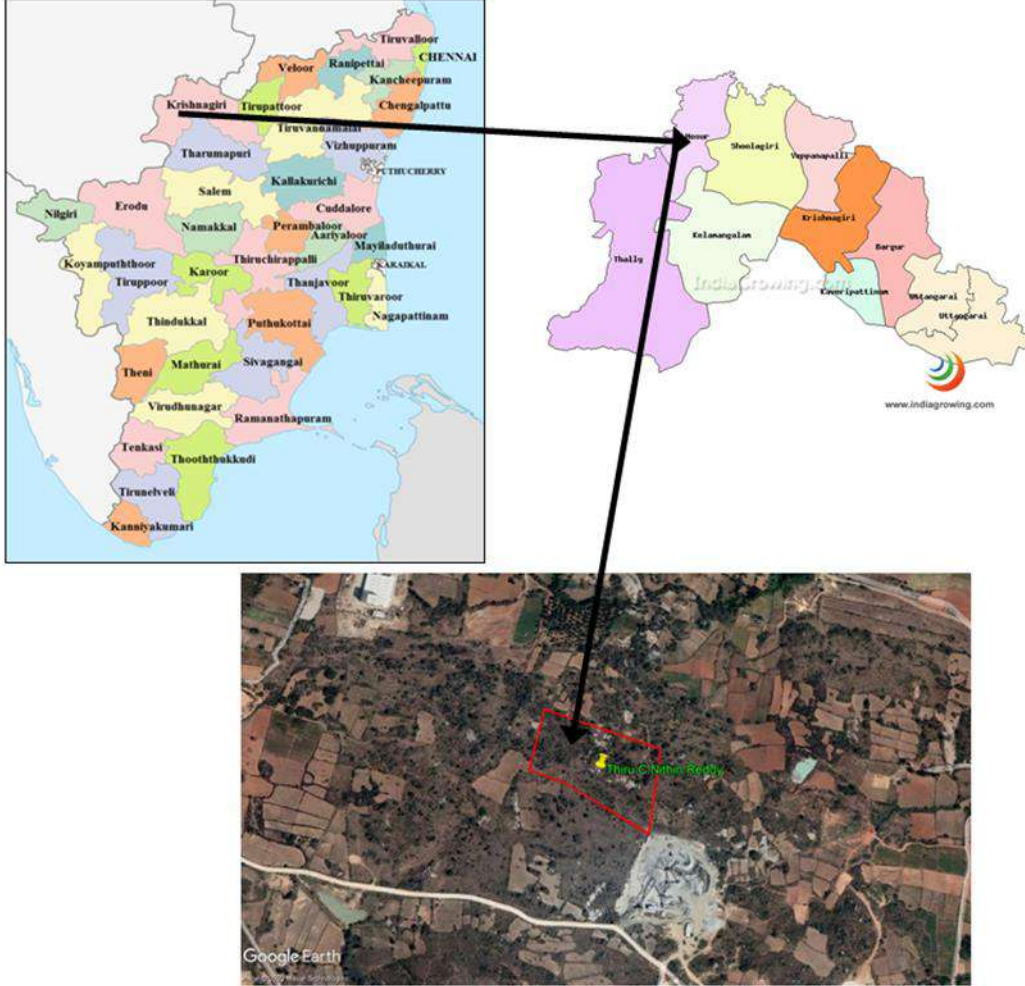 Tiruvalloor
CHENNAI
Veloor
Ranipettai
Kancheepuram
Krishnagiri
Tirupattoor
Chengalpattu
Tiruvannamalai
Vizhuppuram
Tharumapuri
PUTHUCHERRY
Kallakurichi
Salem
Erodu
Cuddalore
Nilgiri
Namakkal
Perambaloor
Aariyaloor
Mayiladuthurai
Koyampuththoor
Karoor
Thiruchirappalli
KARAIKAL
Tiruppoor
Thanjavoor
Thiruvaroor
Nagapattinam
Thindukkal
Puthukottai
Theni
Mathurai
Sivagangai
Virudhunagar
Ramanathapuram
Tenkasi
Thooththukkudi
Tirunelveli
Kanniyakumari
Hosur
Shoolagiri
Veppanapalli
Krishnagiri
Kelamangalam
Bargur
Thally
IndiaGrowing.com
Kaveripattinam
Uttangarai
Uttangarai
www.indiagrowing.com
Thiru C Nithin Reddy
Google Earth